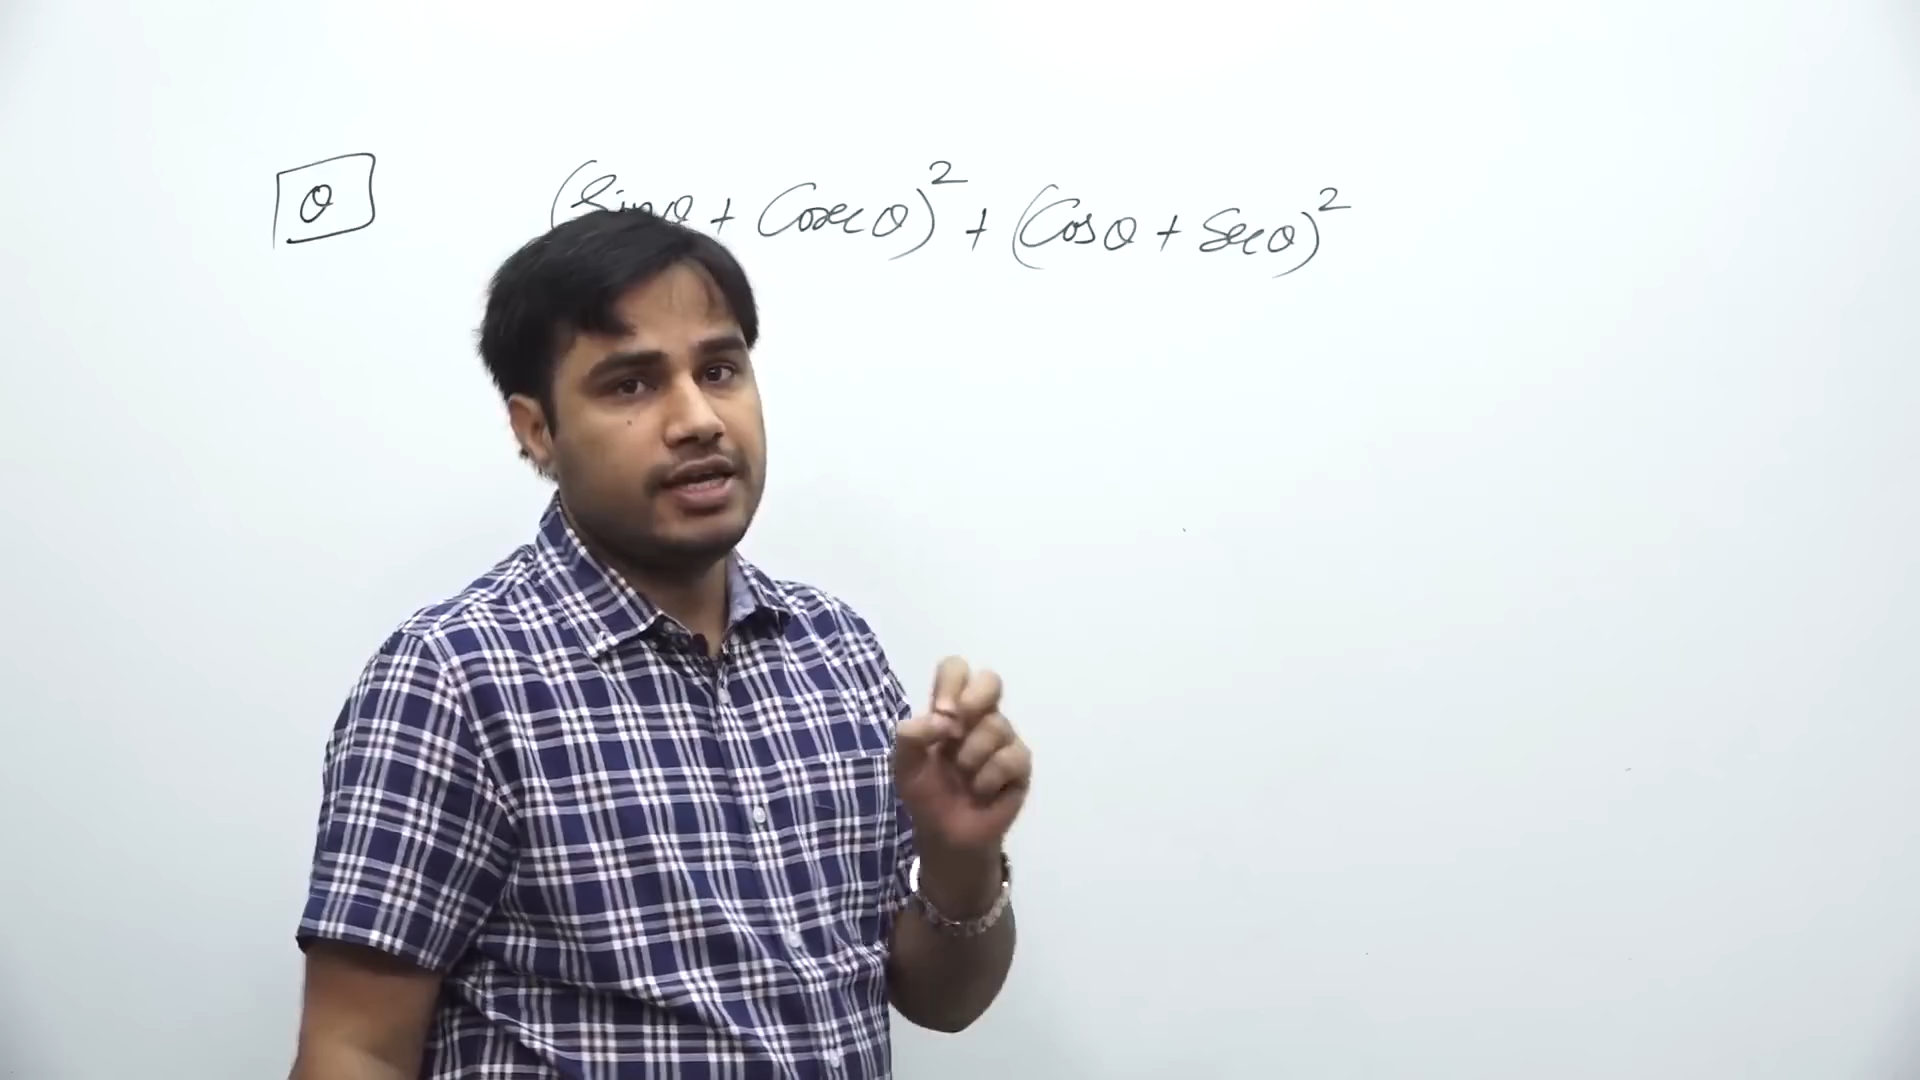 θ (Sinθ + Cosecθ)² + (Cosθ + Secθ)²